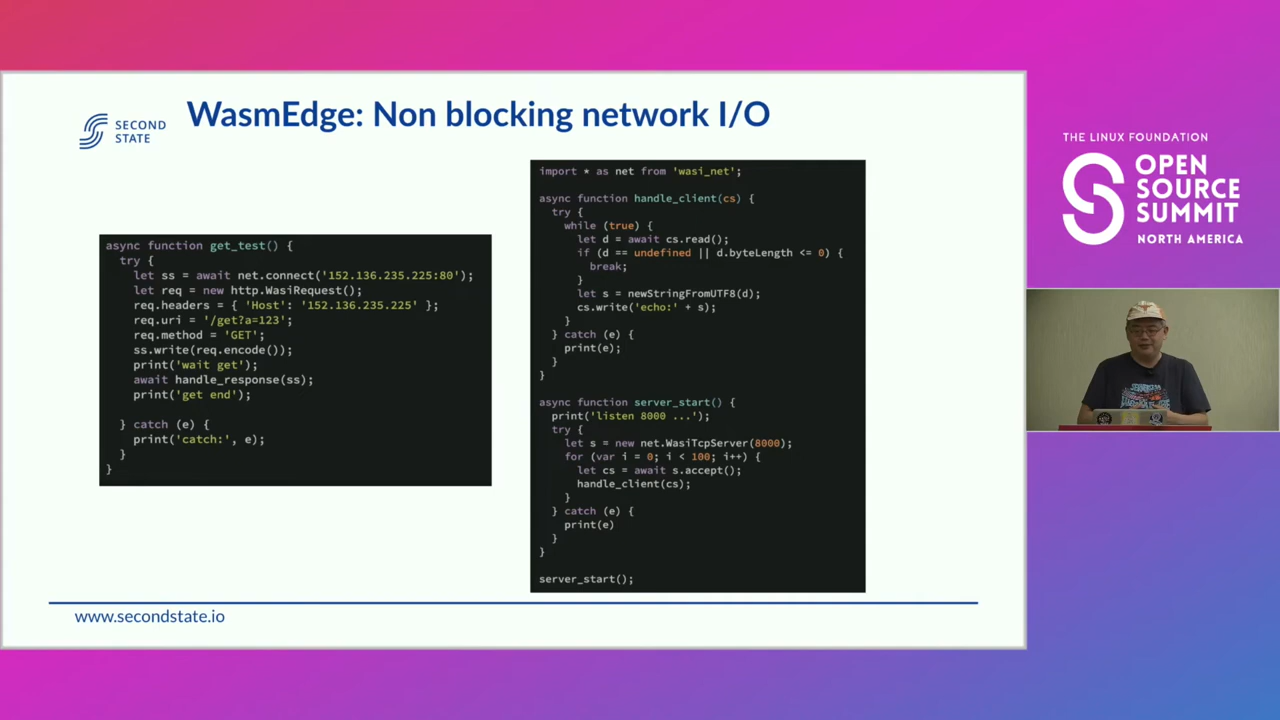 SECOND
STATE
WasmEdge: Non blocking network I/O
async function get_test() {
  try {
    let ss = await net.connect('152.136.235.225:80');
    let req = new http.WasiRequest();
    req.headers = { 'Host': '152.136.235.225' };
    req.uri = '/get?a=123';
    req.method = 'GET';
    ss.write(req.encode());
    print('wait get');
    await handle_response(ss);
    print('get end');
  } catch (e) {
    print('catch:', e);
  }
}
import * as net from 'wasi_net';
async function handle_client(cs) {
  try {
    while (true) {
      let d = await cs.read();
      if (d == undefined || d.byteLength <= 0) {
        break;
      }
      let s = newStringFromUTF8(d);
      cs.write('echo:' + s);
    }
  } catch (e) {
    print(e);
  }
}
async function server_start() {
  print('listen 8000 ...');
  try {
    let s = new net.WasiTcpServer(8000);
    for (var i = 0; i < 100; i++) {
      let cs = await s.accept();
      handle_client(cs);
    }
  } catch (e) {
    print(e)
  }
}
server_start();
www.secondstate.io
THE LINUX FOUNDATION
OPEN
SOURCE
SUMMIT
NORTH AMERICA